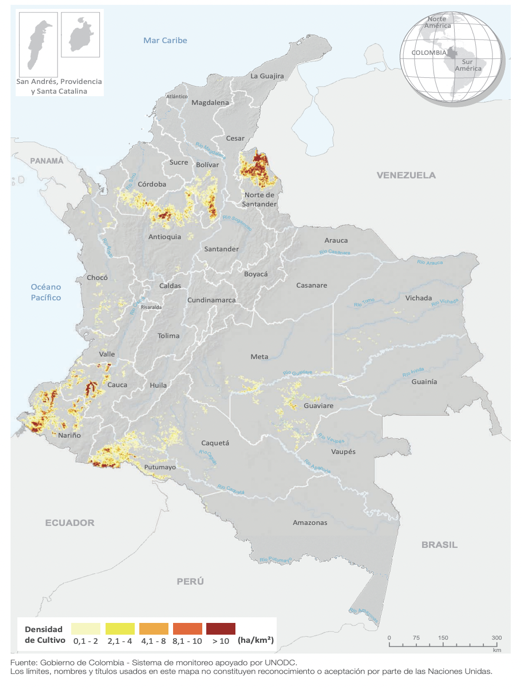 Norte
América
COLOMBIA
Sur
América
Mar Caribe
San Andrés, Providencia
y Santa Catalina
La Guajira
Atlántico
Magdalena
Cesar
PANAMÁ
Sucre
Bolívar
VENEZUELA
Córdoba
Norte de
Santander
Antioquia
Arauca
Santander
Boyacá
Chocó
Caldas
Casanare
Océano
Pacífico
Cundinamarca
Vichada
Risaralda
Tolima
Valle
Meta
Cauca
Huila
Guainía
Guaviare
Nariño
Caquetá
Vaupés
Putumayo
Amazonas
ECUADOR
BRASIL
PERÚ
Densidad
de Cultivo
0,1 - 2
2,1 - 4
4,1 - 8
8,1 - 10
> 10
(ha/km²)
0
75
150
300
km
Fuente: Gobierno de Colombia - Sistema de monitoreo apoyado por UNODC.
Los límites, nombres y títulos usados en este mapa no constituyen reconocimiento o aceptación por parte de las Naciones Unidas.